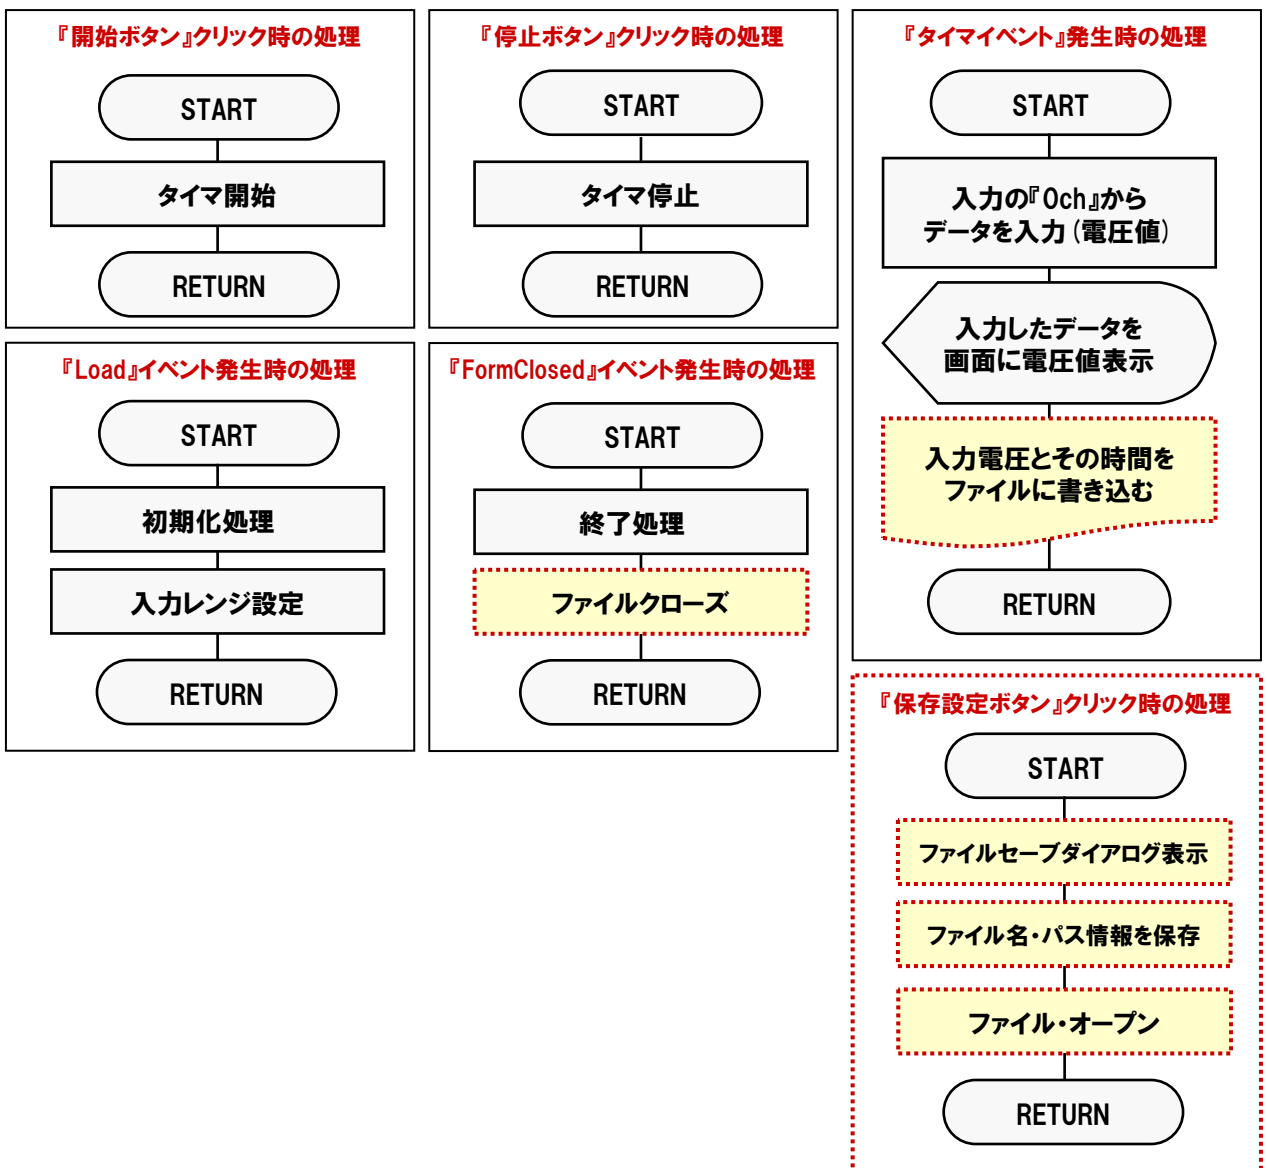 『開始ボタン』クリック時の処理
START
タイマ開始
RETURN
『停止ボタン』クリック時の処理
START
タイマ停止
RETURN
『タイマイベント』発生時の処理
START
入力の『0ch』から
データを入力(電圧値)
入力したデータを
画面に電圧値表示
入力電圧とその時間を
ファイルに書き込む
RETURN
『Load』イベント発生時の処理
START
初期化処理
入力レンジ設定
RETURN
『FormClosed』イベント発生時の処理
START
終了処理
ファイルクローズ
RETURN
『保存設定ボタン』クリック時の処理
START
ファイルセーブダイアログ表示
ファイル名・パス情報を保存
ファイル・オープン
RETURN